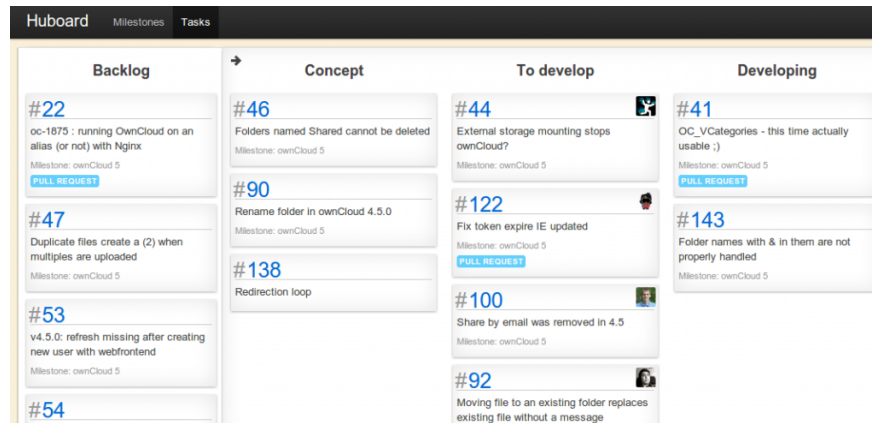 Huboard Milestones Tasks
Backlog
#22
oc-1875 : running OwnCloud on an
alias (or not) with Nginx
Milestone: ownCloud 5
PULL REQUEST
#47
Duplicate files create a (2) when
multiples are uploaded
Milestone: ownCloud 5
#53
v4.5.0: refresh missing after creating
new user with webfrontend
Milestone: ownCloud 5
#54
Concept
#46
Folders named Shared cannot be deleted
Milestone: ownCloud 5
#90
Rename folder in ownCloud 4.5.0
Milestone: ownCloud 5
#138
Redirection loop
To develop
#44
External storage mounting stops
ownCloud?
Milestone: ownCloud 5
#122
Fix token expire IE updated
Milestone: ownCloud 5
PULL REQUEST
#100
Share by email was removed in 4.5
Milestone: ownCloud 5
#92
Moving file to an existing folder replaces
existing file without a message
Developing
#41
OC_VCategories - this time actually
usable ;)
Milestone: ownCloud 5
PULL REQUEST
#143
Folder names with & in them are not
properly handled
Milestone: ownCloud 5